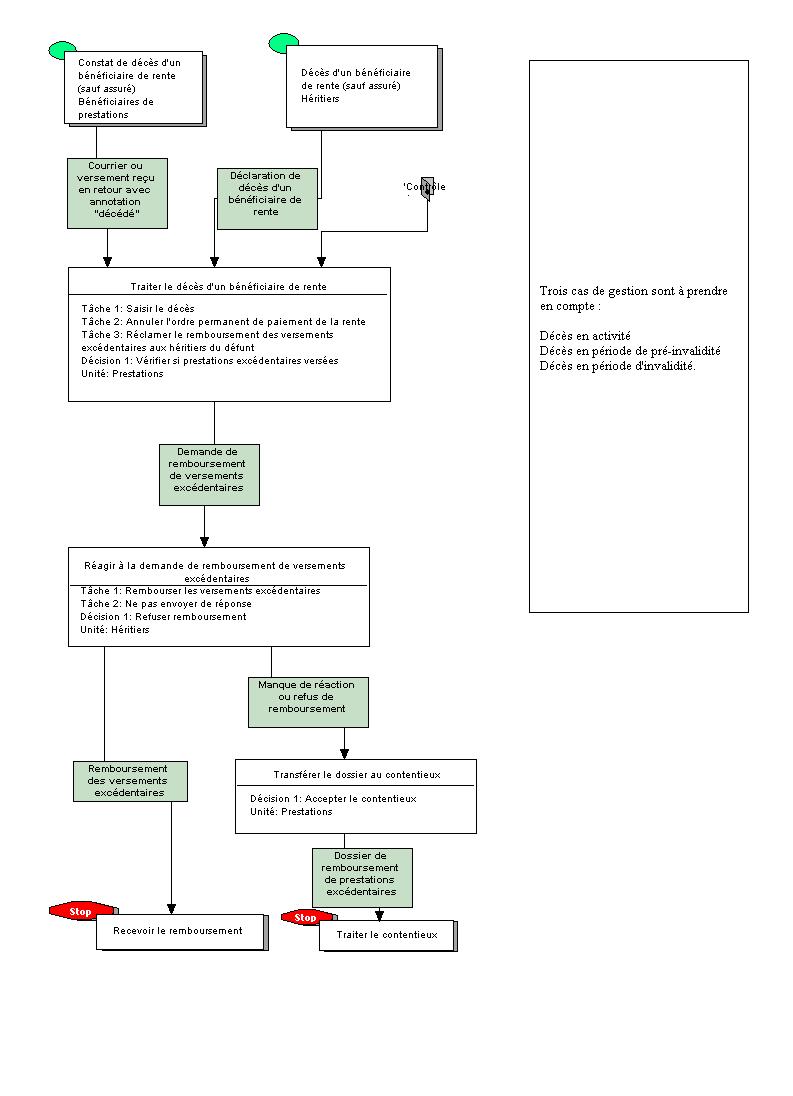 Constat de décès d'un
bénéficiaire de rente
(sauf assuré)
Bénéficiaires de
prestations
Décès d'un bénéficiaire
de rente (sauf assuré)
Héritiers
Courrier ou
versement reçu
en retour avec
annotation
"décédé"
Déclaration de
décès d'un
bénéficiaire de
rente
'Contrôle
Traiter le décès d'un bénéficiaire de rente
Tâche 1: Saisir le décès
Tâche 2: Annuler l'ordre permanent de paiement de la rente
Tâche 3: Réclamer le remboursement des versements
excédentaires aux héritiers du défunt
Décision 1: Vérifier si prestations excédentaires versées
Unité: Prestations
Trois cas de gestion sont à prendre
en compte :
Décès en activité
Décès en période de pré-invalidité
Décès en période d'invalidité.
Demande de
remboursement
de versements
excédentaires
Réagir à la demande de remboursement de versements
excédentaires
Tâche 1: Rembourser les versements excédentaires
Tâche 2: Ne pas envoyer de réponse
Décision 1: Refuser remboursement
Unité: Héritiers
Manque de réaction
ou refus de
remboursement
Remboursement
des versements
excédentaires
Transférer le dossier au contentieux
Décision 1: Accepter le contentieux
Unité: Prestations
Dossier de
remboursement
de prestations
excédentaires
Stop
Recevoir le remboursement
Stop
Traiter le contentieux